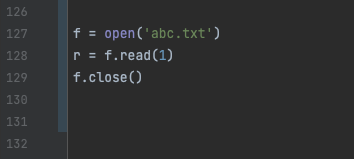 126
127 f = open('abc.txt')
128 r = f.read(1)
129 f.close()
130
131
132